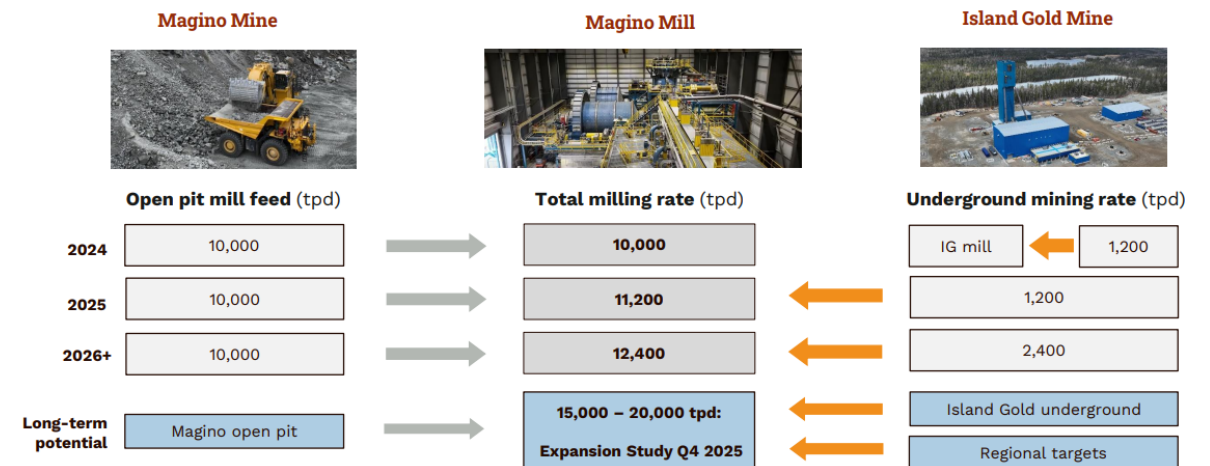 Magino Mine
Magino Mill
Island Gold Mine
Open pit mill feed (tpd)
Total milling rate (tpd)
Underground mining rate (tpd)
2024
10,000
10,000
IG mill
1,200
2025
10,000
11,200
1,200
2026+
10,000
12,400
2,400
Long-term
potential
Magino open pit
15,000 – 20,000 tpd:
Expansion Study Q4 2025
Island Gold underground
Regional targets